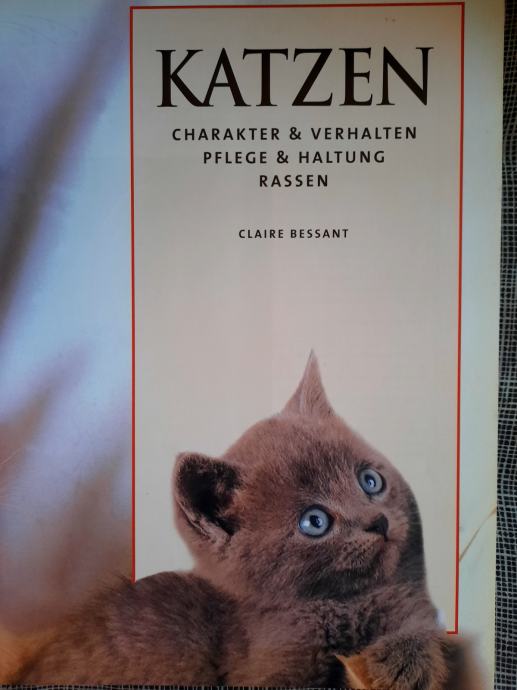 KATZEN
CHARAKTER & VERHALTEN
PFLEGE & HALTUNG
RASSEN
CLAIRE BESSANT